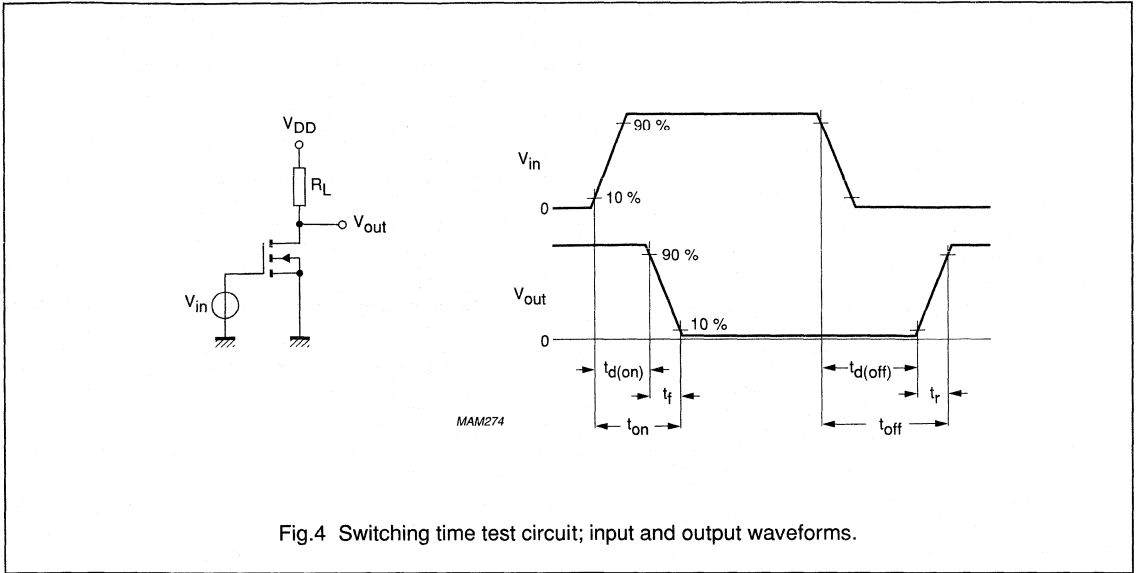 VDD
RL
Vout
Vin
Vin
90 %
10 %
0
Vout
90 %
10 %
0
td(on)
tf
ton
td(off)
tr
toff
MAM274
Fig.4 Switching time test circuit; input and output waveforms.